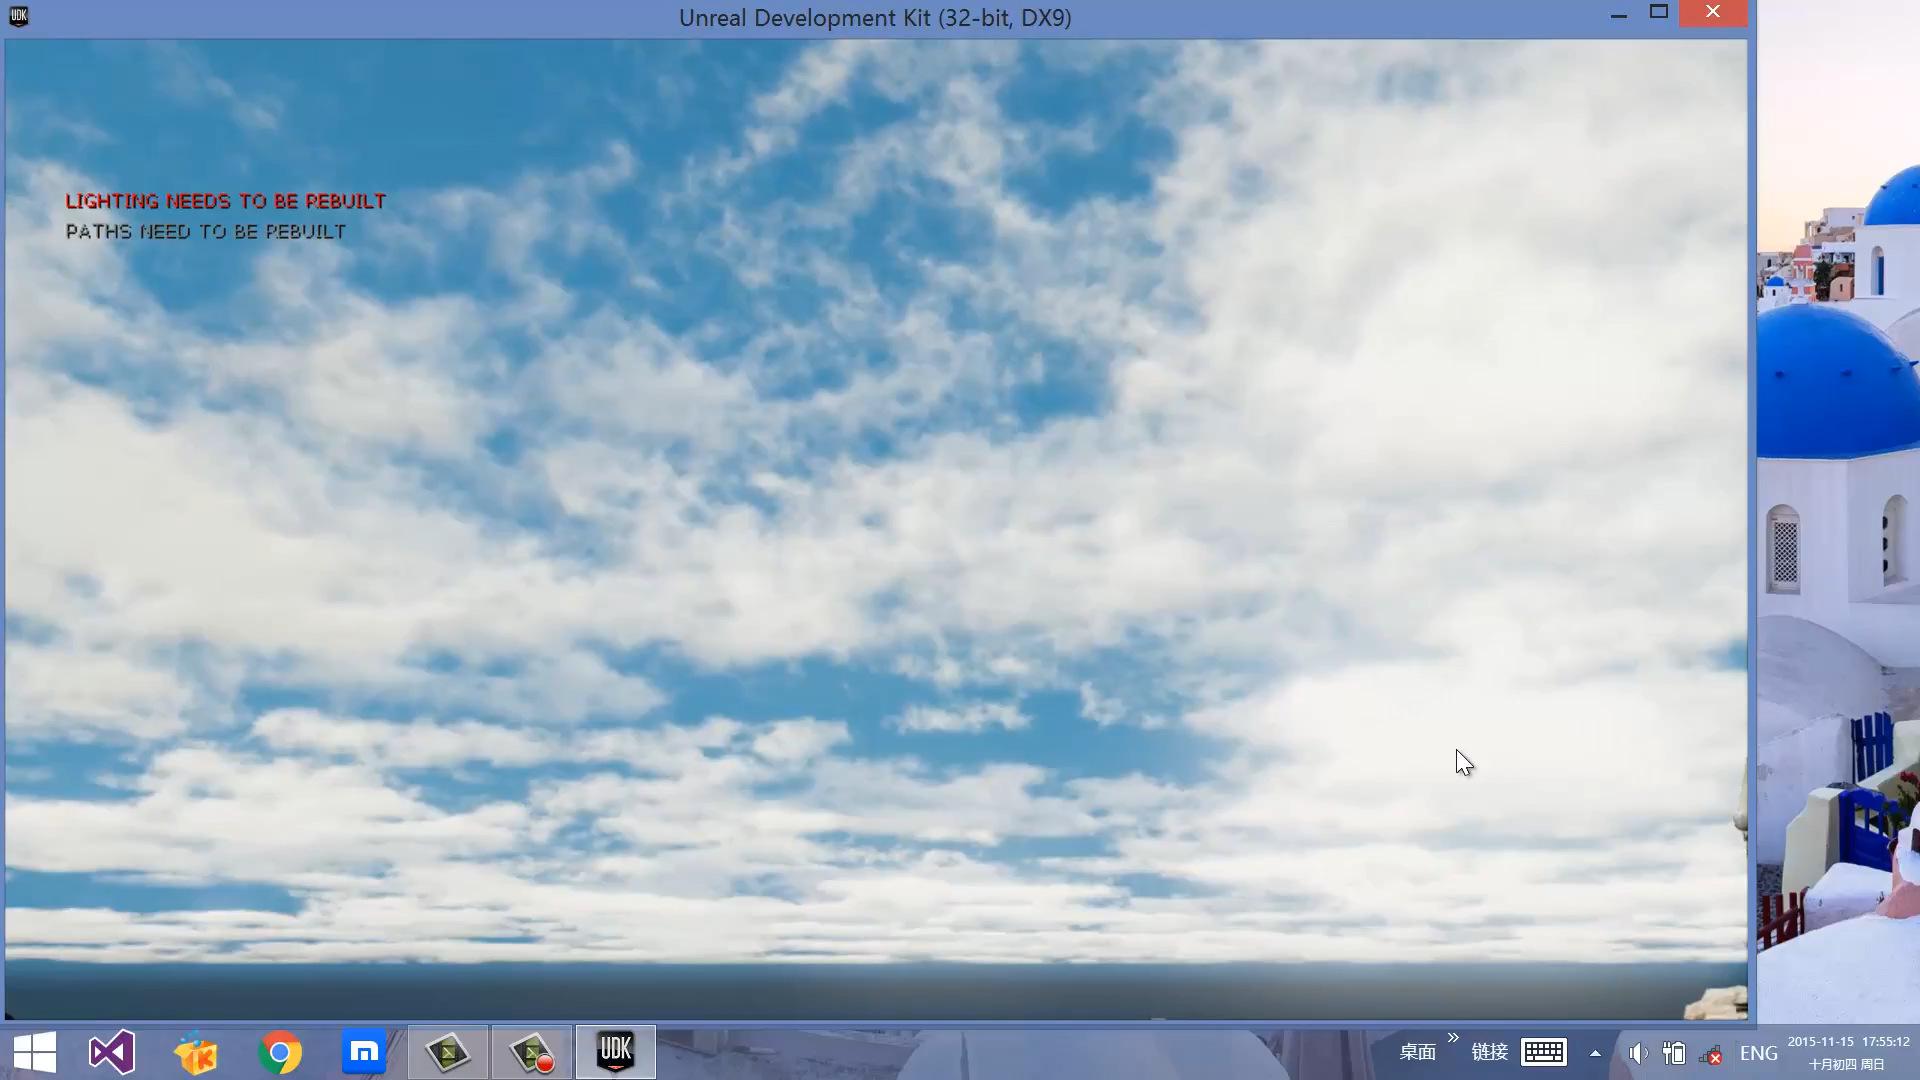 UDK
Unreal Development Kit (32-bit, DX9)
LIGHTING NEEDS TO BE REBUILT
PATHS NEED TO BE REBUILT
UDK
桌面
链接
ENG
2015-11-15 17:55:12
十月初四 周日